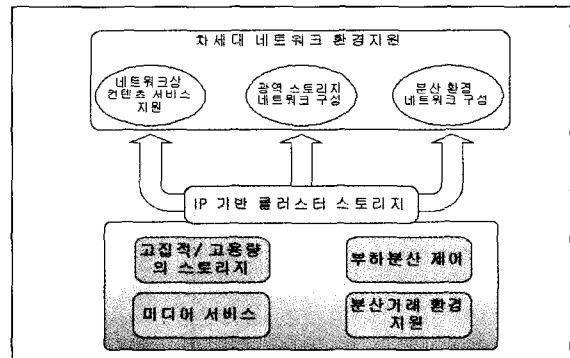 차세대 네트워크 환경지원
네트워크상
컨텐츠 서비스
지원
광역 스토리지
네트워크 구성
분산 환경
네트워크 구성
IP 기반 클러스터 스토리지
고집적/고용량
의 스토리지
부하분산 제어
미디어 서비스
분산거래 환경
지원